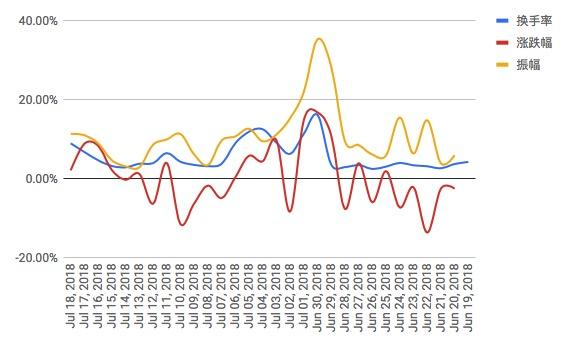 40.00%
20.00%
0.00%
-20.00%
換手率
涨跌幅
振幅
Jul 18, 2018
Jul 17, 2018
Jul 16, 2018
Jul 15, 2018
Jul 14, 2018
Jul 13, 2018
Jul 12, 2018
Jul 11, 2018
Jul 10, 2018
Jul 09, 2018
Jul 08, 2018
Jul 07, 2018
Jul 06, 2018
Jul 05, 2018
Jul 04, 2018
Jul 03, 2018
Jul 02, 2018
Jul 01, 2018
Jun 30, 2018
Jun 29, 2018
Jun 28, 2018
Jun 27, 2018
Jun 26, 2018
Jun 25, 2018
Jun 24, 2018
Jun 23, 2018
Jun 22, 2018
Jun 21, 2018
Jun 20, 2018
Jun 19, 2018